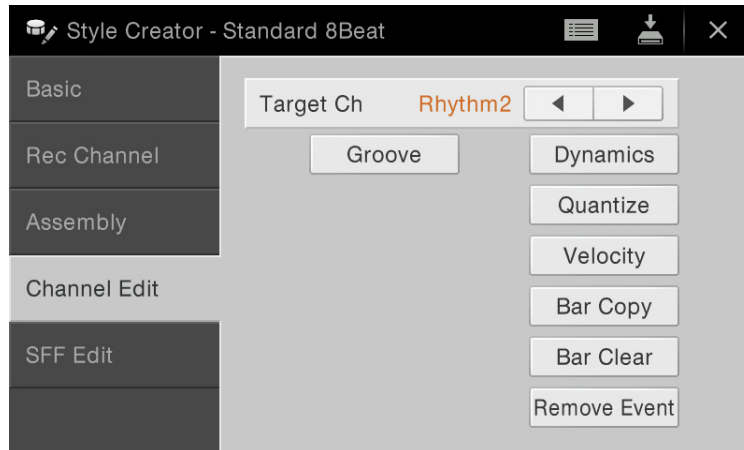 Style Creator - Standard 8Beat
Basic
Rec Channel
Assembly
Channel Edit
SFF Edit
Target Ch Rhythm2
Groove
Dynamics
Quantize
Velocity
Bar Copy
Bar Clear
Remove Event